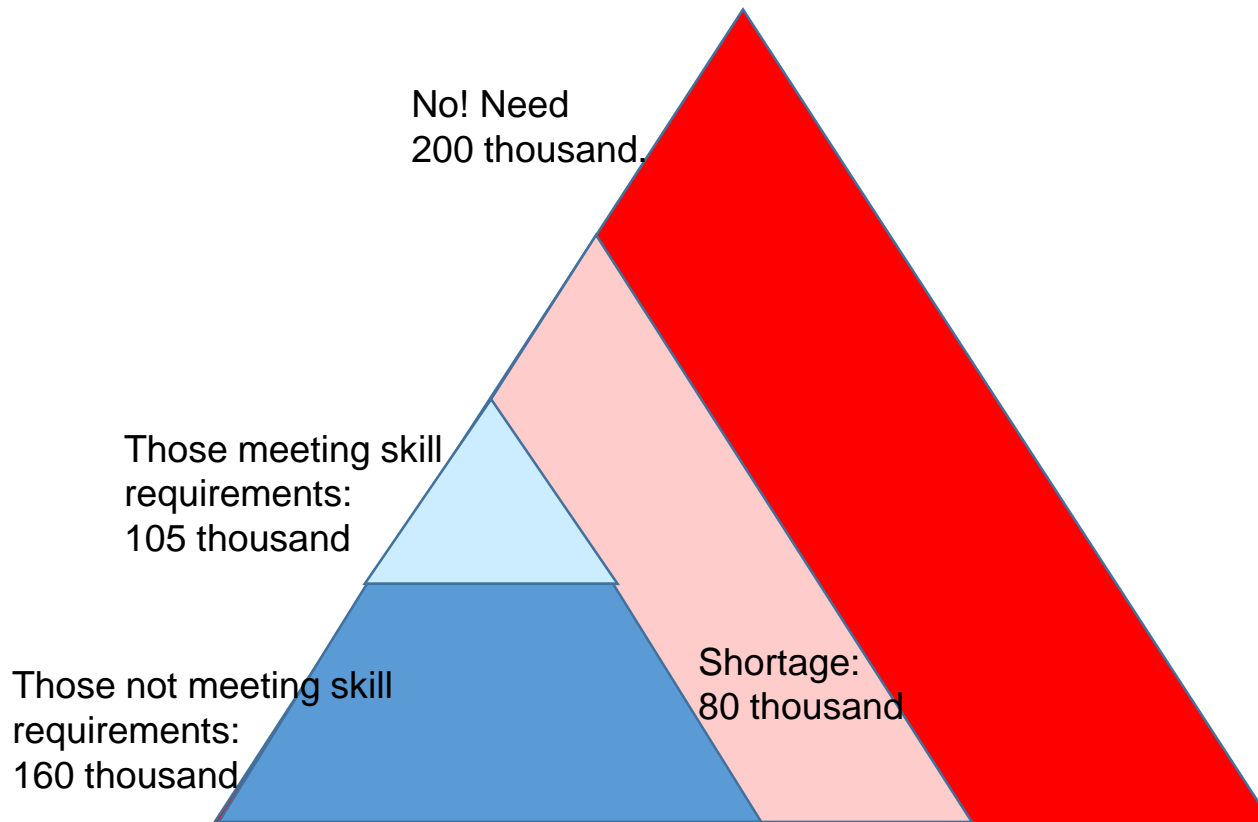 No! Need
200 thousand.
Those meeting skill
requirements:
105 thousand
Shortage:
80 thousand
Those not meeting skill
requirements:
160 thousand